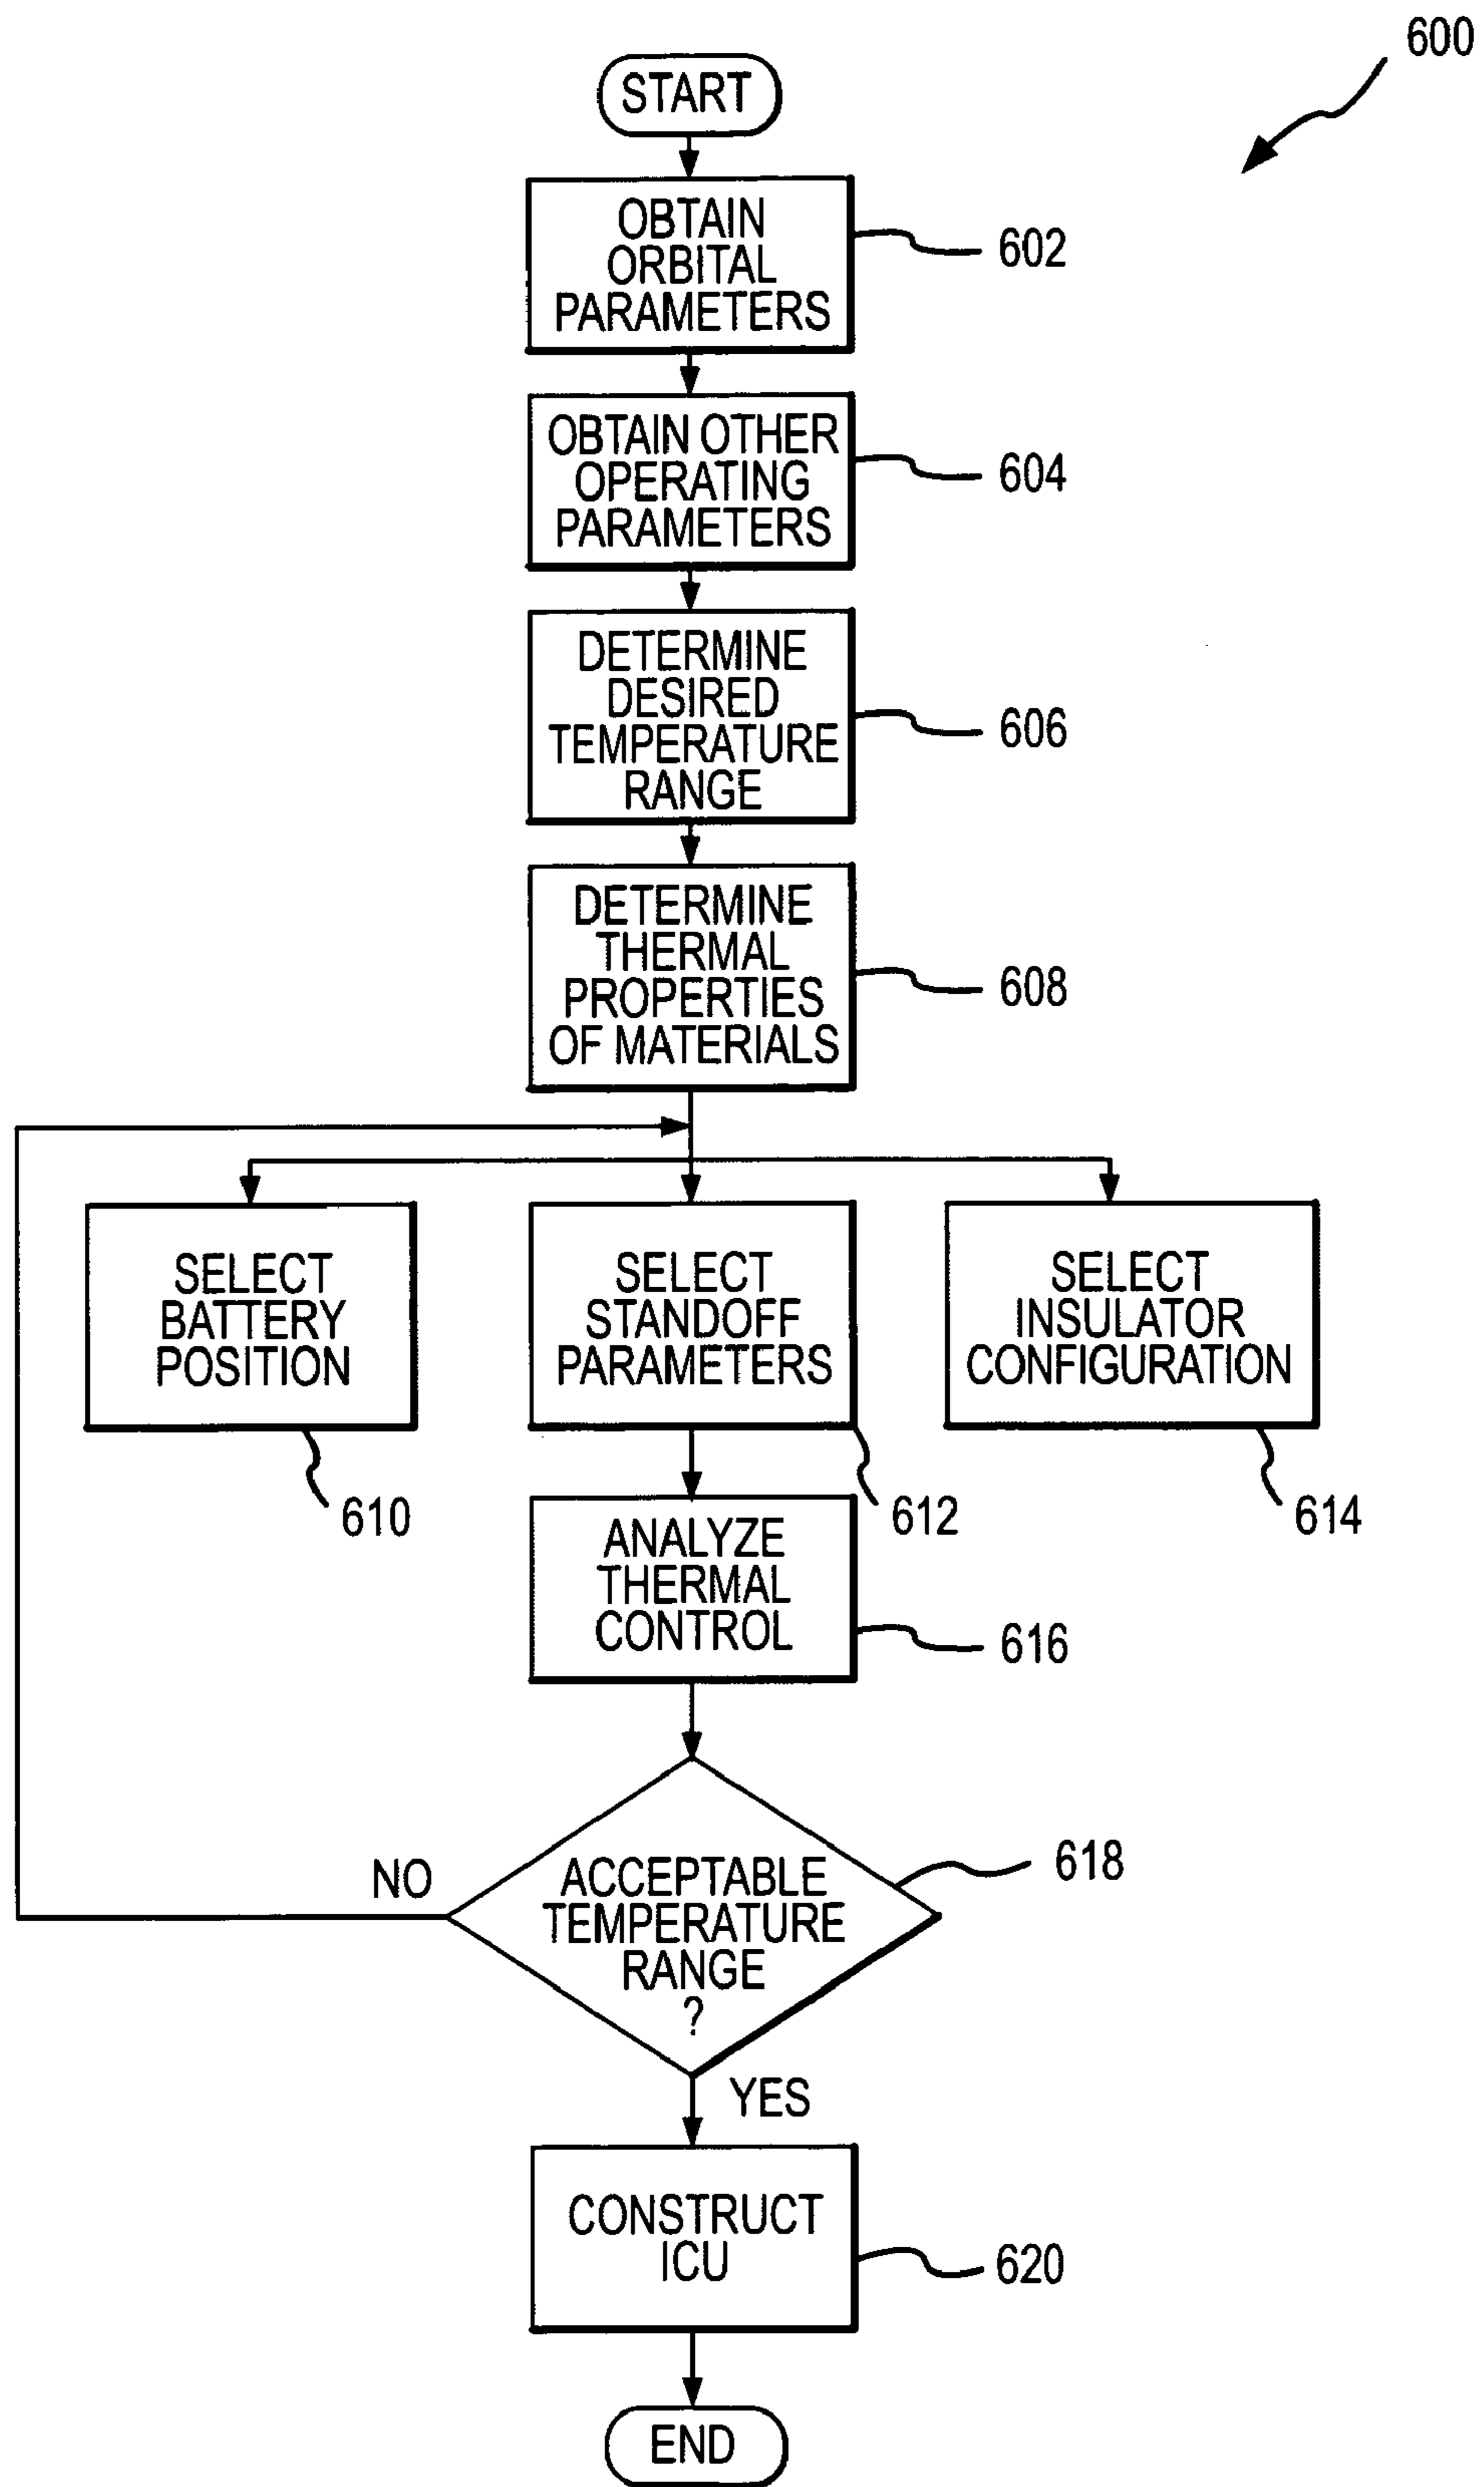 600
START
OBTAIN
ORBITAL
PARAMETERS
602
OBTAIN OTHER
OPERATING
PARAMETERS
604
DETERMINE
DESIRED
TEMPERATURE
RANGE
606
DETERMINE
THERMAL
PROPERTIES
OF MATERIALS
608
SELECT
BATTERY
POSITION
610
SELECT
STANDOFF
PARAMETERS
612
SELECT
INSULATOR
CONFIGURATION
614
ANALYZE
THERMAL
CONTROL
616
ACCEPTABLE
TEMPERATURE
RANGE
?
618
NO
YES
CONSTRUCT
ICU
620
END